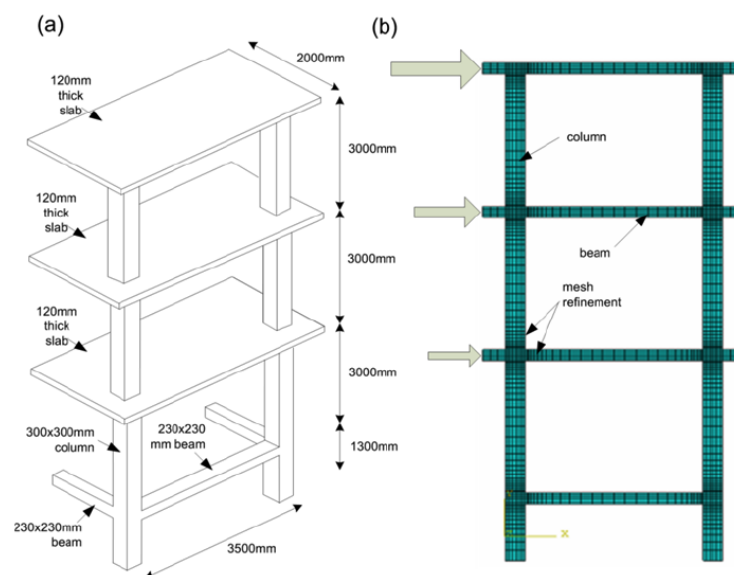 (a)
2000mm
120mm
thick
slab
3000mm
120mm
thick
slab
3000mm
120mm
thick
slab
3000mm
300x300mm
column
230x230
mm beam
1300mm
230x230mm
beam
3500mm
(b)
column
beam
mesh
refinement
Y
X